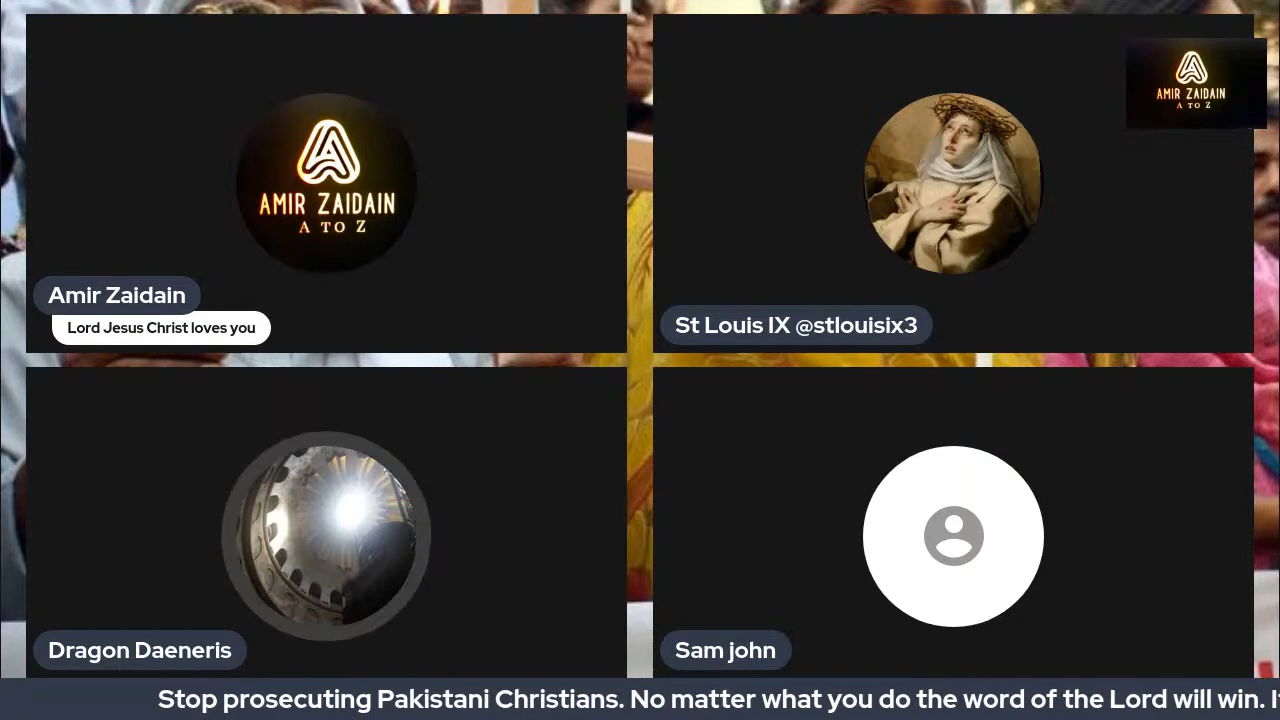 AMIR ZAIDAIN
A TO Z
Amir Zaidain
Lord Jesus Christ loves you
AMIR ZAIDAIN
A TO Z
St Louis IX @stlouisix3
Dragon Daeneris
Sam john
Stop prosecuting Pakistani Christians. No matter what you do the word of the Lord will win.